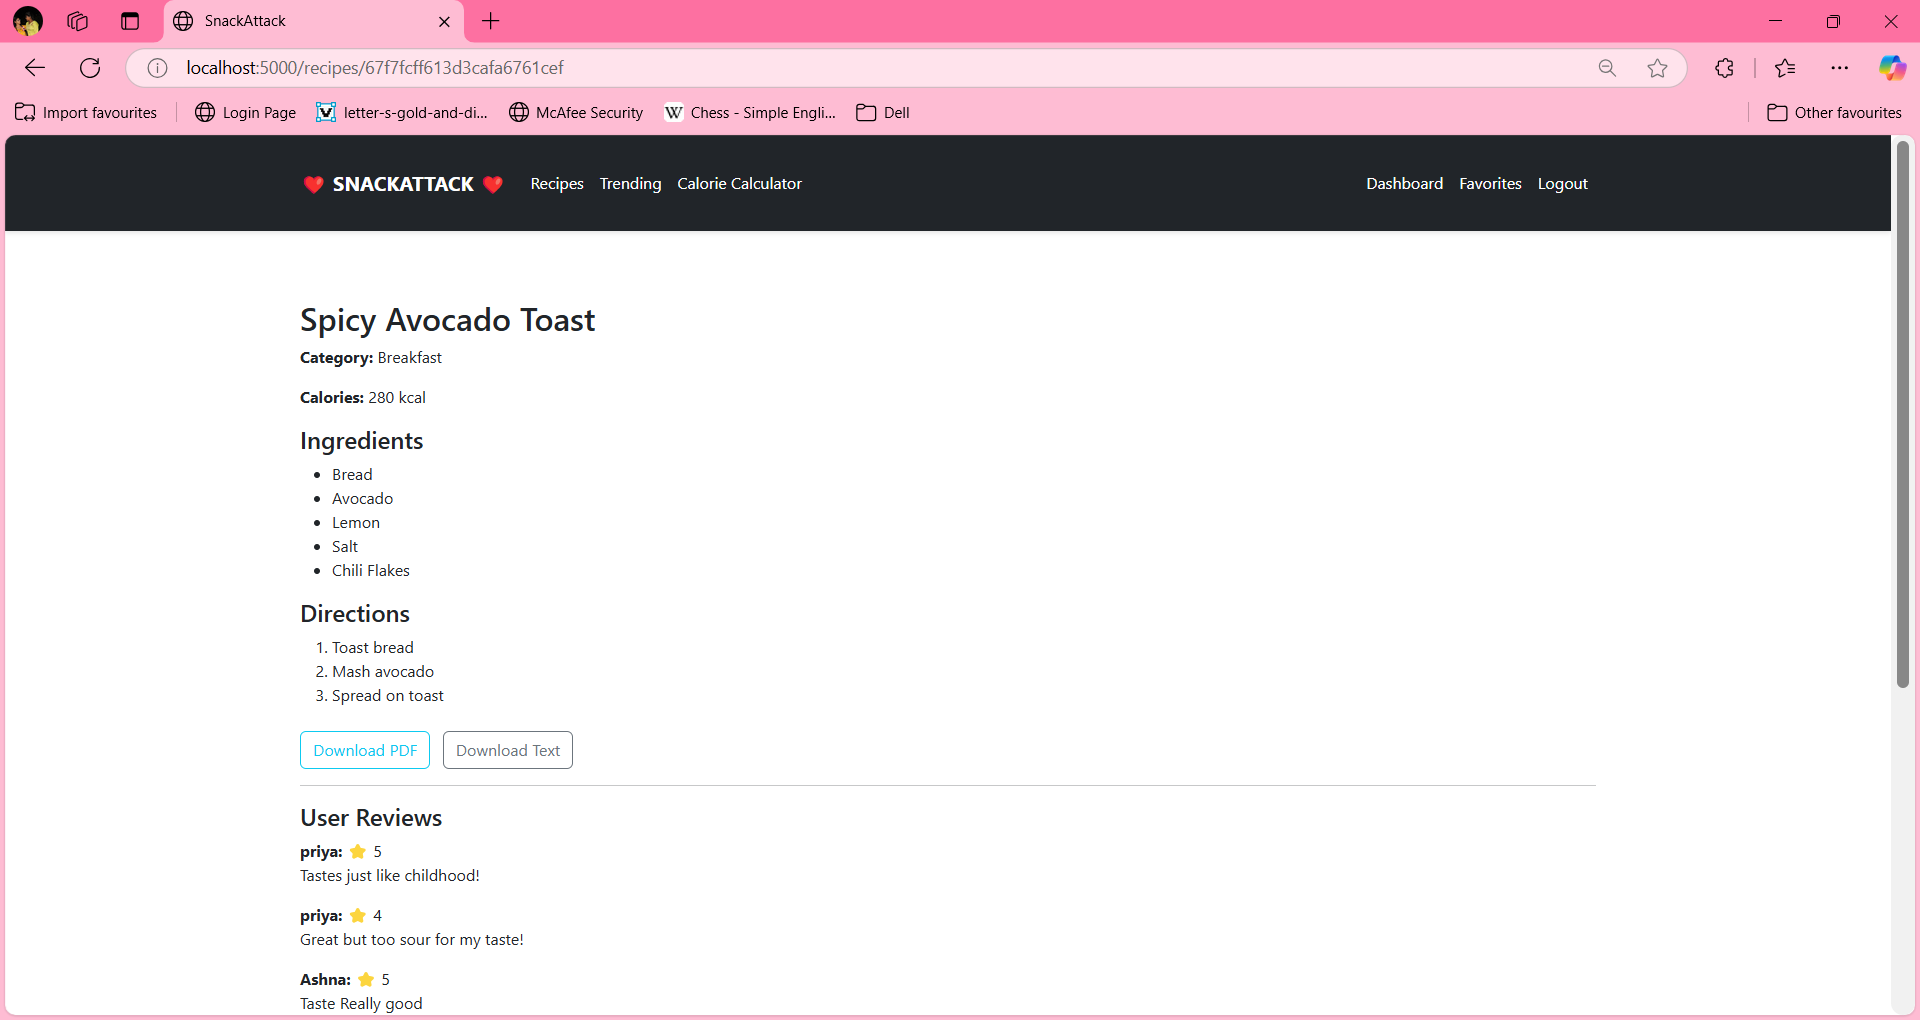 SnackAttack
localhost:5000/recipes/67f7fcff613d3cafa6761cef
Import favourites Login Page letter-s-gold-and-di... McAfee Security Chess - Simple Engli... Dell Other favourites
SNACKATTACK Recipes Trending Calorie Calculator Dashboard Favorites Logout
Spicy Avocado Toast
Category: Breakfast
Calories: 280 kcal
Ingredients
• Bread
• Avocado
• Lemon
• Salt
• Chili Flakes
Directions
1. Toast bread
2. Mash avocado
3. Spread on toast
Download PDF Download Text
User Reviews
priya: ⭐ 5
Tastes just like childhood!
priya: ⭐ 4
Great but too sour for my taste!
Ashna: ⭐ 5
Taste Really good